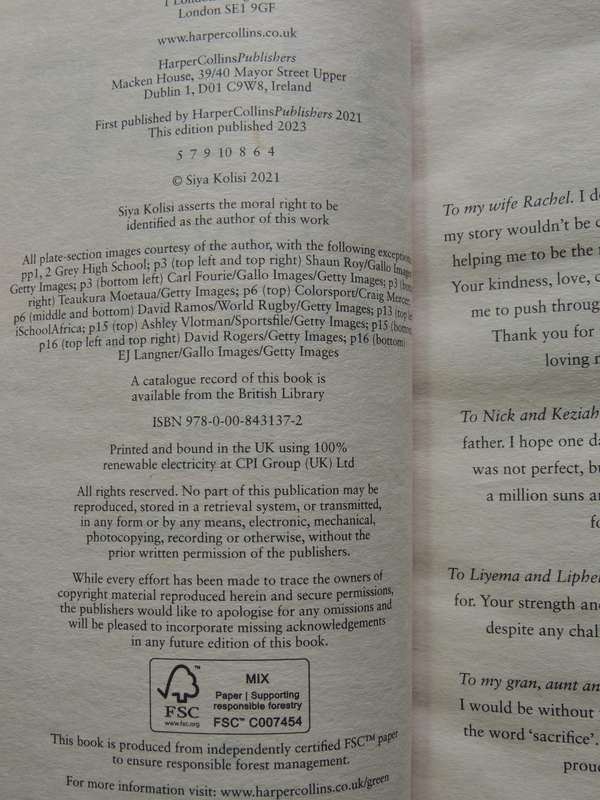 London SE1 9GF
www.harpercollins.co.uk
HarperCollinsPublishers
Macken House, 39/40 Mayor Street Upper
Dublin 1, D01 C9W8, Ireland
First published by HarperCollinsPublishers 2021
This edition published 2023
5 7 9 10 8 6 4
© Siya Kolisi 2021
Siya Kolisi asserts the moral right to be
identified as the author of this work
All plate-section images courtesy of the author, with the following
pp1, 2 Grey High School; p3 (top left and top right) Shaun Roy/Gallo
Getty Images; p3 (bottom left) Carl Fourie/Gallo Images/Getty Images; p3
right) Teaukura Moetaua/Getty Images; p6 (top) Colorsport/Craig
p6 (middle and bottom) David Ramos/World Rugby/Getty Images; p13 (top
iSchoolAfrica; p15 (top) Ashley Vlotman/Sportsfile/Getty Images; p15
p16 (top left and top right) David Rogers/Getty Images; p16 (bottom)
EJ Langner/Gallo Images/Getty Images
A catalogue record of this book is
available from the British Library
ISBN 978-0-00-843137-2
Printed and bound in the UK using 100%
renewable electricity at CPI Group (UK) Ltd
All rights reserved. No part of this publication may be
reproduced, stored in a retrieval system, or transmitted,
in any form or by any means, electronic, mechanical,
photocopying, recording or otherwise, without the
prior written permission of the publishers.
While every effort has been made to trace the owners of
copyright material reproduced herein and secure permissions,
the publishers would like to apologise for any omissions and
will be pleased to incorporate missing acknowledgements
in any future edition of this book.
FSC™
www.fsc.org
MIX
Paper | Supporting
responsible forestry
FSC™ C007454
This book is produced from independently certified FSC™ paper
to ensure responsible forest management.
For more information visit: www.harpercollins.co.uk/green
To my wife Rachel. I
my story wouldn't be
helping me to be the
Your kindness, love,
me to push through
Thank you for
loving
To Nick and Keziah
father. I hope one
was not perfect,
a million suns
To Liyema and
for. Your strength
despite any
To my gran, aunt
I would be without
the word 'sacrifice'.